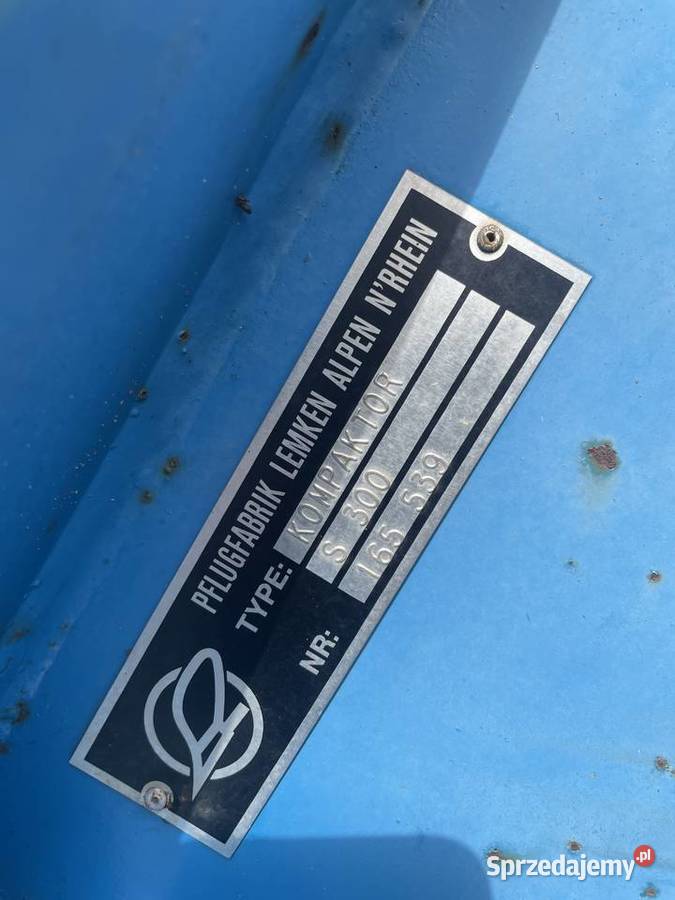 PFLUGFABRIK LEMKEN ALPEN N'RHEIN
TYPE: KOMPAKTOR
S 300
NR: 165 539
Sprzedajemy.pl